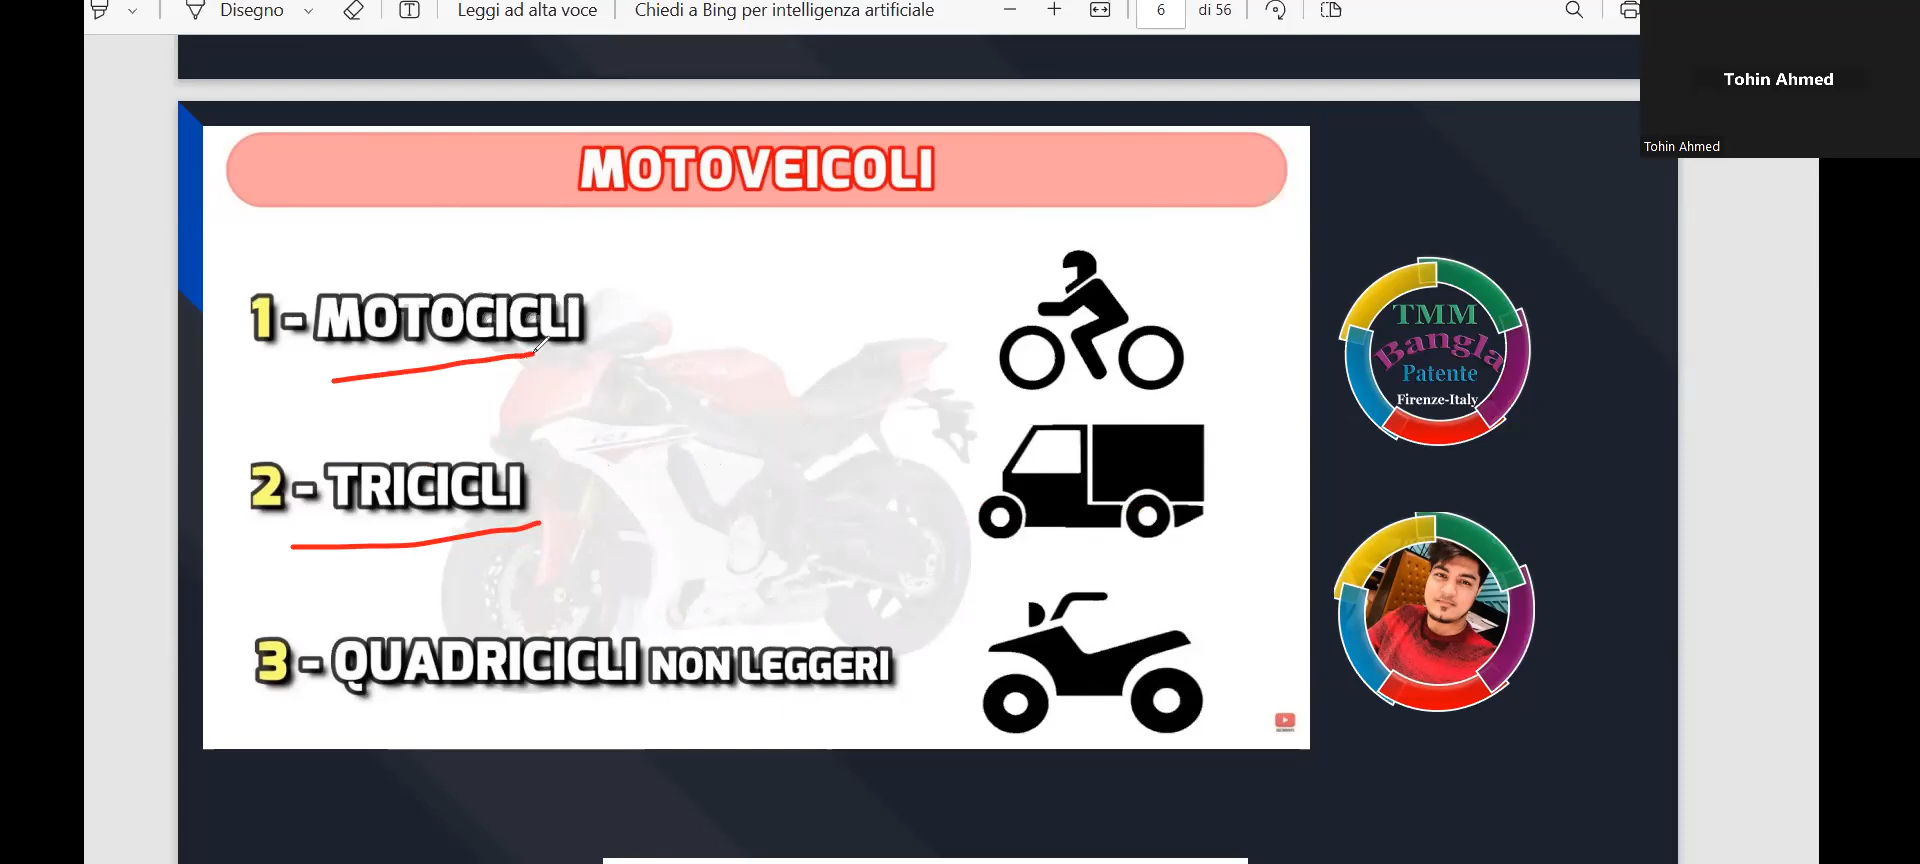 Disegno
Leggi ad alta voce
Chiedi a Bing per intelligenza artificiale
6 di 56
Tohin Ahmed
Tohin Ahmed
MOTOVEICOLI
1 - MOTOCICLI
2 - TRICICLI
3 - QUADRICICLI NON LEGGERI
TMM
Bangla
Patente
Firenze-Italy